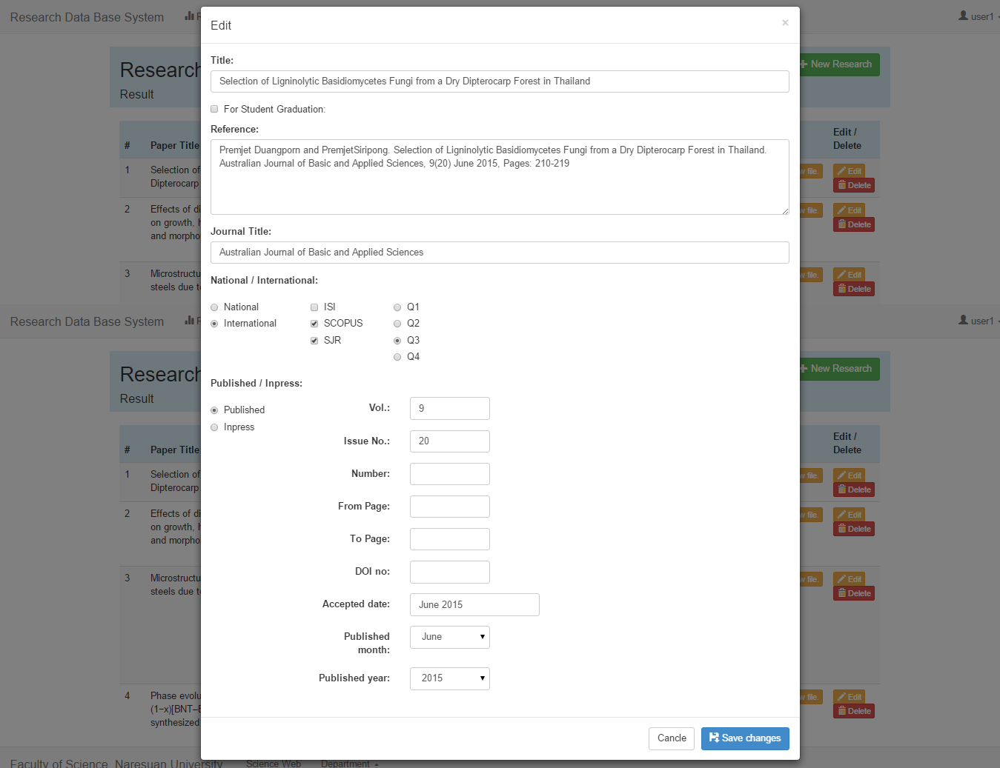 Research Data Base System
user1
Edit
×
Research
Result
New Research
Title:
Selection of Ligninolytic Basidiomycetes Fungi from a Dry Dipterocarp Forest in Thailand
For Student Graduation:
Reference:
Premjet Duangporn and PremjetSiripong. Selection of Ligninolytic Basidiomycetes Fungi from a Dry Dipterocarp Forest in Thailand.
Australian Journal of Basic and Applied Sciences, 9(20) June 2015, Pages: 210-219
Journal Title:
Australian Journal of Basic and Applied Sciences
National / International:
National
International
ISI
SCOPUS
SJR
Q1
Q2
Q3
Q4
Published / Inpress:
Published
Inpress
Vol.: 9
Issue No.: 20
Number:
From Page:
To Page:
DOI no:
Accepted date: June 2015
Published
month: June
Published year: 2015
Cancle
Save changes
# Paper Title
Edit /
Delete
1 Selection of
Dipterocarp
file.
Edit
Delete
2 Effects of
on growth,
and
file.
Edit
Delete
3
steels due
file.
Edit
Delete
Research Data Base System
user1
Research
Result
New Research
# Paper Title
Edit /
Delete
1 Selection of
Dipterocarp
file.
Edit
Delete
2 Effects of
on growth,
and
file.
Edit
Delete
3
steels due
file.
Edit
Delete
4 Phase
(1−x)[BNT–
synthesized
file.
Edit
Delete
Faculty of Science, Naresuan University
Science Web
Department